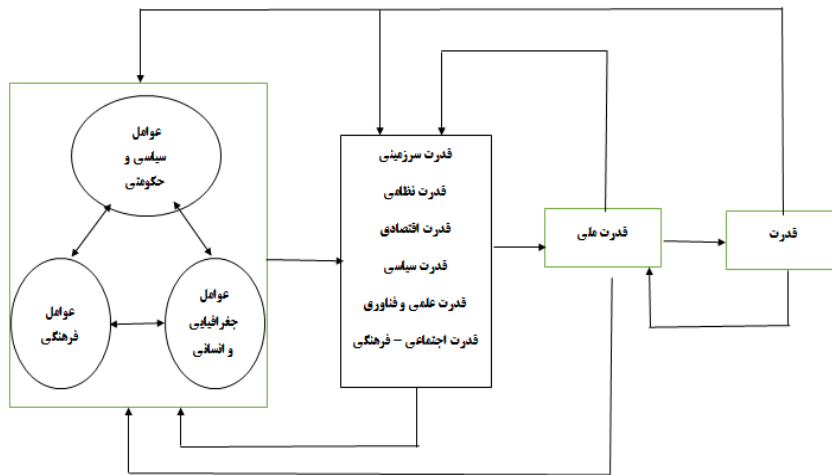 عوامل
سیاسی و
حکومتی
عوامل
فرهنگی
عوامل
جغرافیایی
و انسانی
قدرت سرزمینی
قدرت نظامی
قدرت اقتصادی
قدرت سیاسی
قدرت علمی و فناوری
قدرت اجتماعی – فرهنگی
قدرت ملی
قدرت